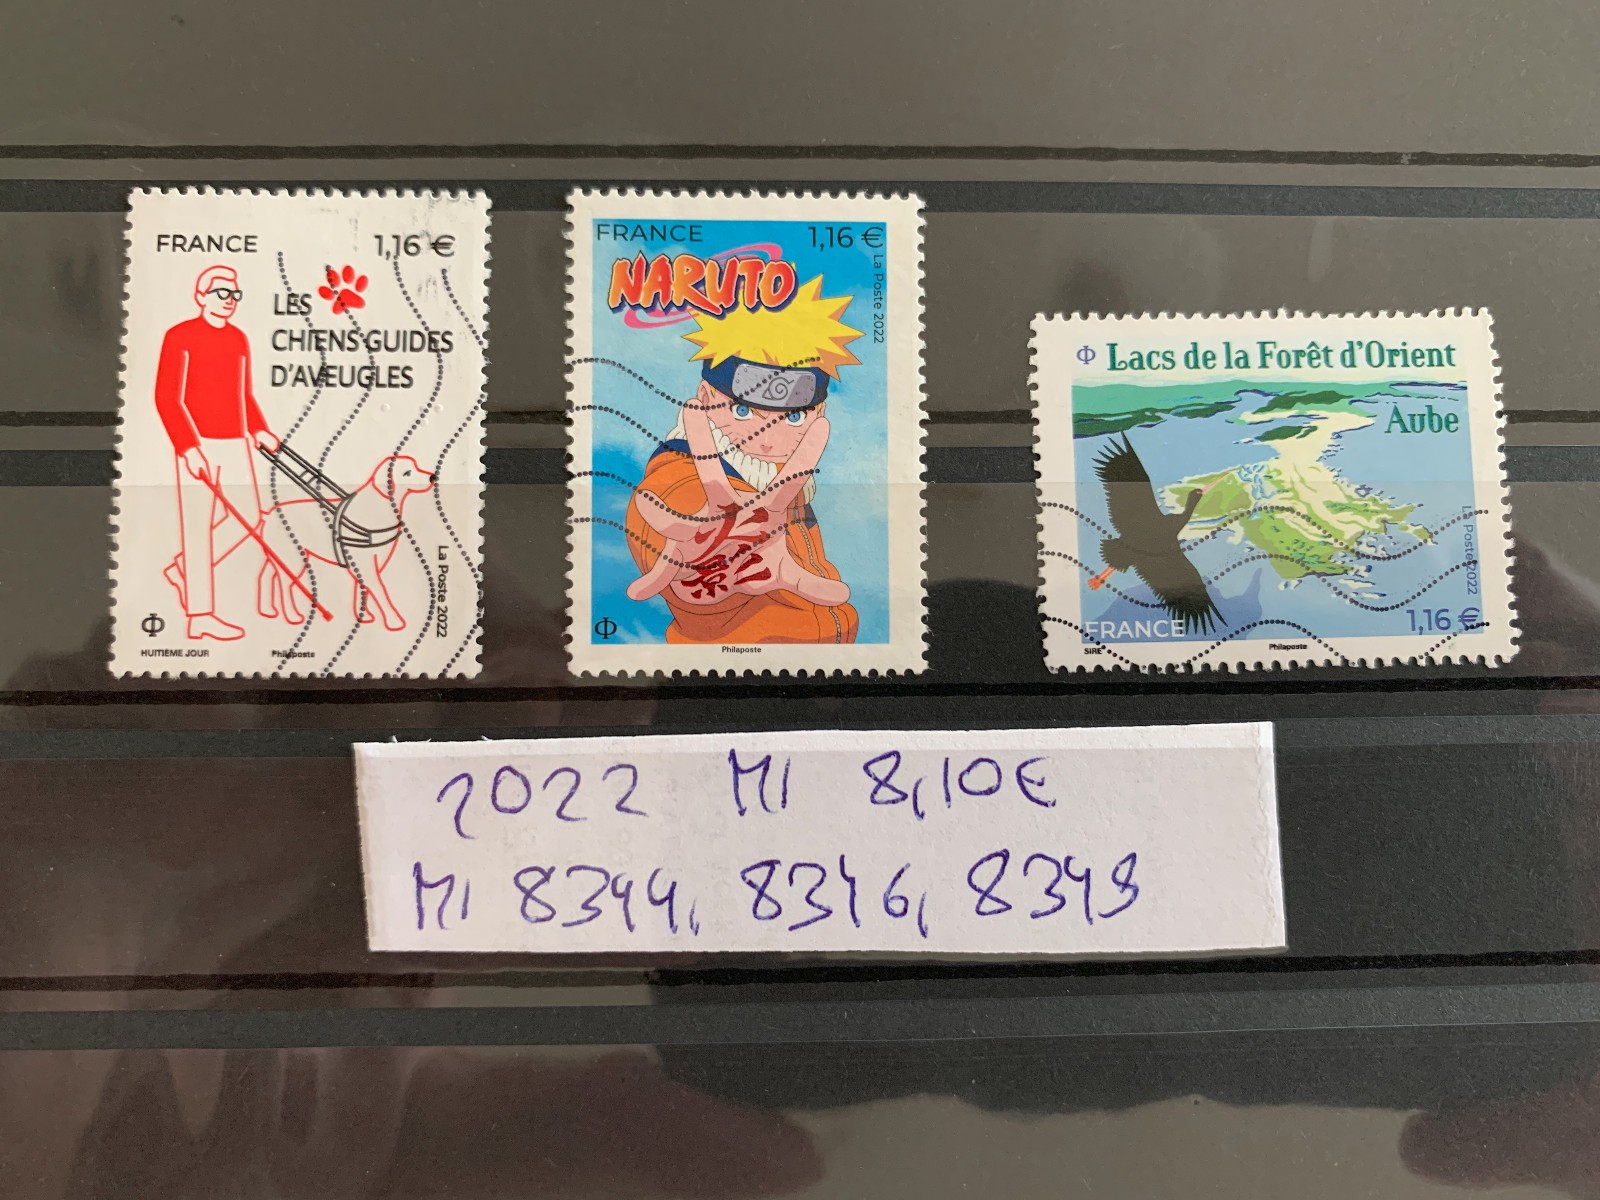 FRANCE 1,16 €
LES
CHIENS GUIDES
D'AVEUGLES
La Poste 2022
HUITIÈME JOUR Philaposte
FRANCE 1,16 €
NARUTO
La Poste 2022
火影
Philaposte
Lacs de la Forêt d'Orient
Aube
La Poste 2022
FRANCE 1,16 €
SIRE Philaposte
2022 MI 8,10€
MI 8344, 8346, 8348